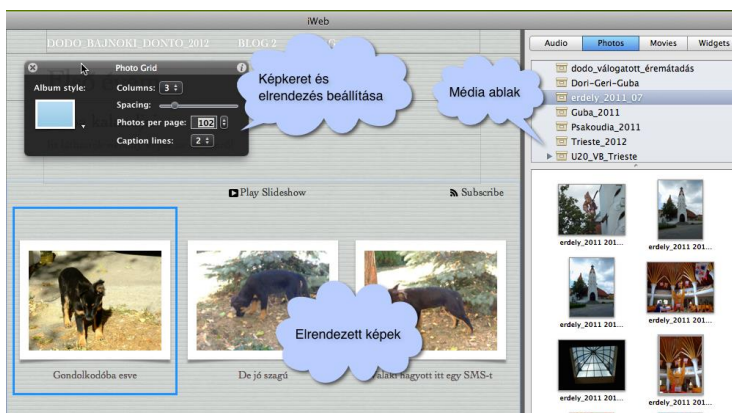 iWeb
DODO_BAJNOKI_DONTO_2012 BLOG 2
Photo Grid
Album style:
Columns: 3
Spacing:
Photos per page: 102
Caption lines: 2
Képkeret és
elrendezés beállítása
Média ablak
Audio Photos Movies Widgets
dodo_válogatott_éremátadás
Dori-Geri-Guba
erdely_2011_07
Guba_2011
Psakoudia_2011
Trieste_2012
U20_VB_Trieste
Play Slideshow
Subscribe
erdely_2011 201...
erdely_2011 201...
erdely_2011 201...
erdely_2011 201...
erdely_2011 201...
erdely_2011 201...
Elrendezett képek
Gondolkodóba esve
De jó szagú
Valaki hagyott itt egy SMS-t